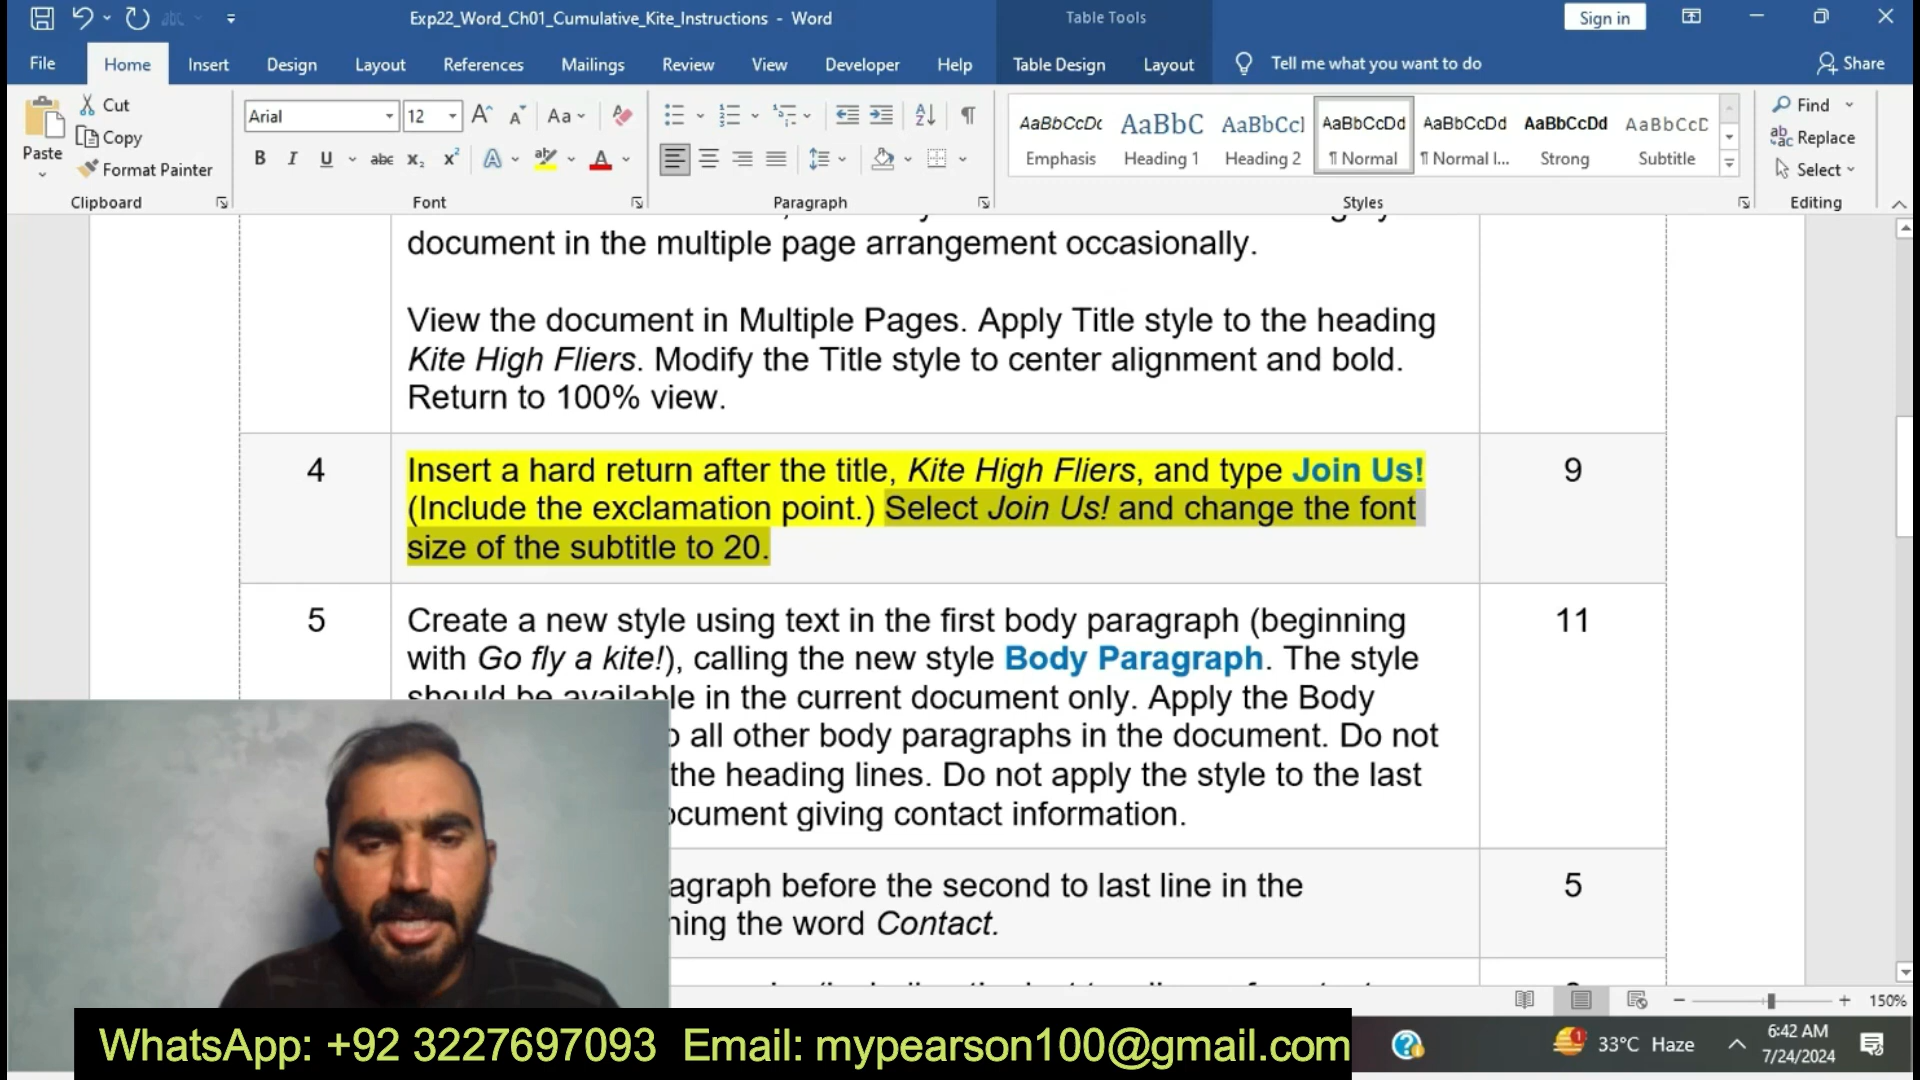 Exp22_Word_Ch01_Cumulative_Kite_Instructions - Word
Table Tools
Sign in
File Home Insert Design Layout References Mailings Review View Developer Help Table Design Layout Tell me what you want to do Share
Paste
Cut
Copy
Format Painter
Clipboard
Arial 12
Font
Paragraph
AaBbCcDc AaBbC AaBbCcI AaBbCcDd AaBbCcDd AaBbCcDd AaBbCcD
Emphasis Heading 1 Heading 2 ¶ Normal ¶ Normal I... Strong Subtitle
Styles
Find
Replace
Select
Editing
document in the multiple page arrangement occasionally.
View the document in Multiple Pages. Apply Title style to the heading
Kite High Fliers. Modify the Title style to center alignment and bold.
Return to 100% view.
4 Insert a hard return after the title, Kite High Fliers, and type Join Us! 9
(Include the exclamation point.) Select Join Us! and change the font
size of the subtitle to 20.
5 Create a new style using text in the first body paragraph (beginning 11
with Go fly a kite!), calling the new style Body Paragraph. The style
should be available in the current document only. Apply the Body
all other body paragraphs in the document. Do not
the heading lines. Do not apply the style to the last
ocument giving contact information.
agraph before the second to last line in the 5
ning the word Contact.
150%
WhatsApp: +92 3227697093 Email: mypearson100@gmail.com
33°C Haze
6:42 AM
7/24/2024